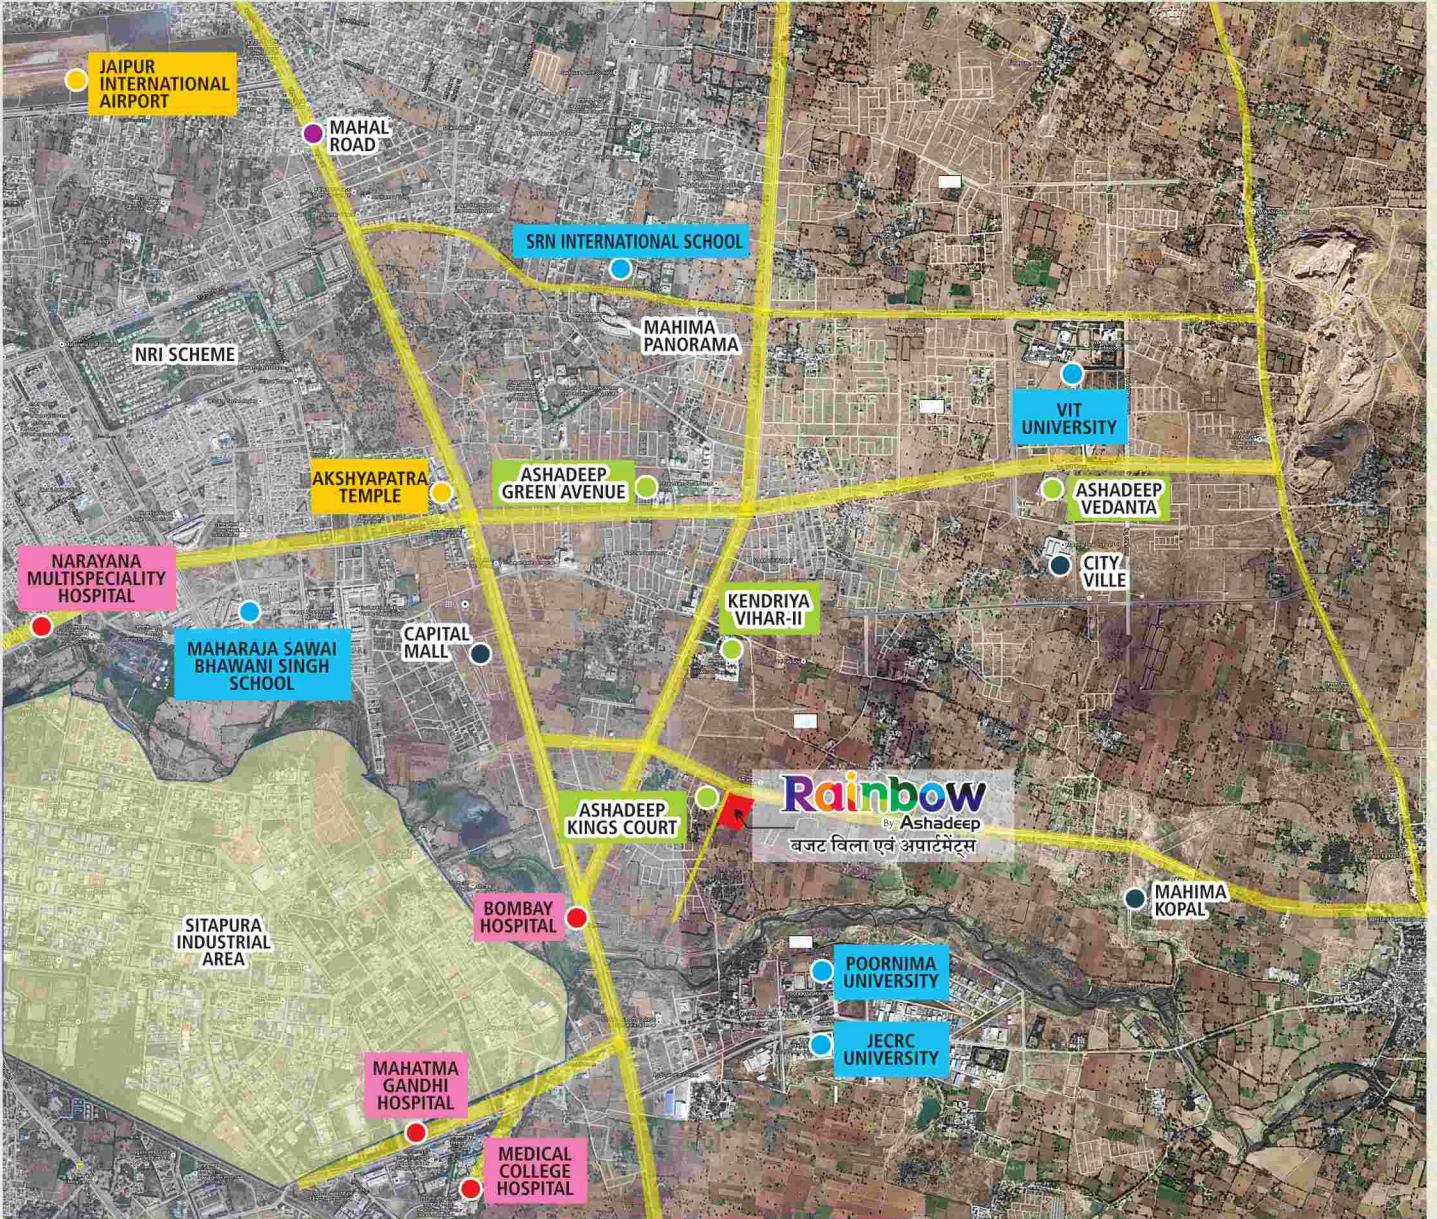 JAIPUR
INTERNATIONAL
AIRPORT
MAHAL
ROAD
SRN INTERNATIONAL SCHOOL
MAHIMA
PANORAMA
NRI SCHEME
VIT
UNIVERSITY
AKSHYAPATRA
TEMPLE
ASHADEEP
GREEN AVENUE
ASHADEEP
VEDANTA
NARAYANA
MULTISPECIALITY
HOSPITAL
CITY
VILLE
KENDRIYA
VIHAR-II
MAHARAJA SAWAI
BHAWANI SINGH
SCHOOL
CAPITAL
MALL
ASHADEEP
KINGS COURT
Rainbow
By Ashadeep
बजट विला एवं अपार्टमेंट्स
MAHIMA
KOPAL
BOMBAY
HOSPITAL
SITAPURA
INDUSTRIAL
AREA
POORNIMA
UNIVERSITY
JECRC
UNIVERSITY
MAHATMA
GANDHI
HOSPITAL
MEDICAL
COLLEGE
HOSPITAL